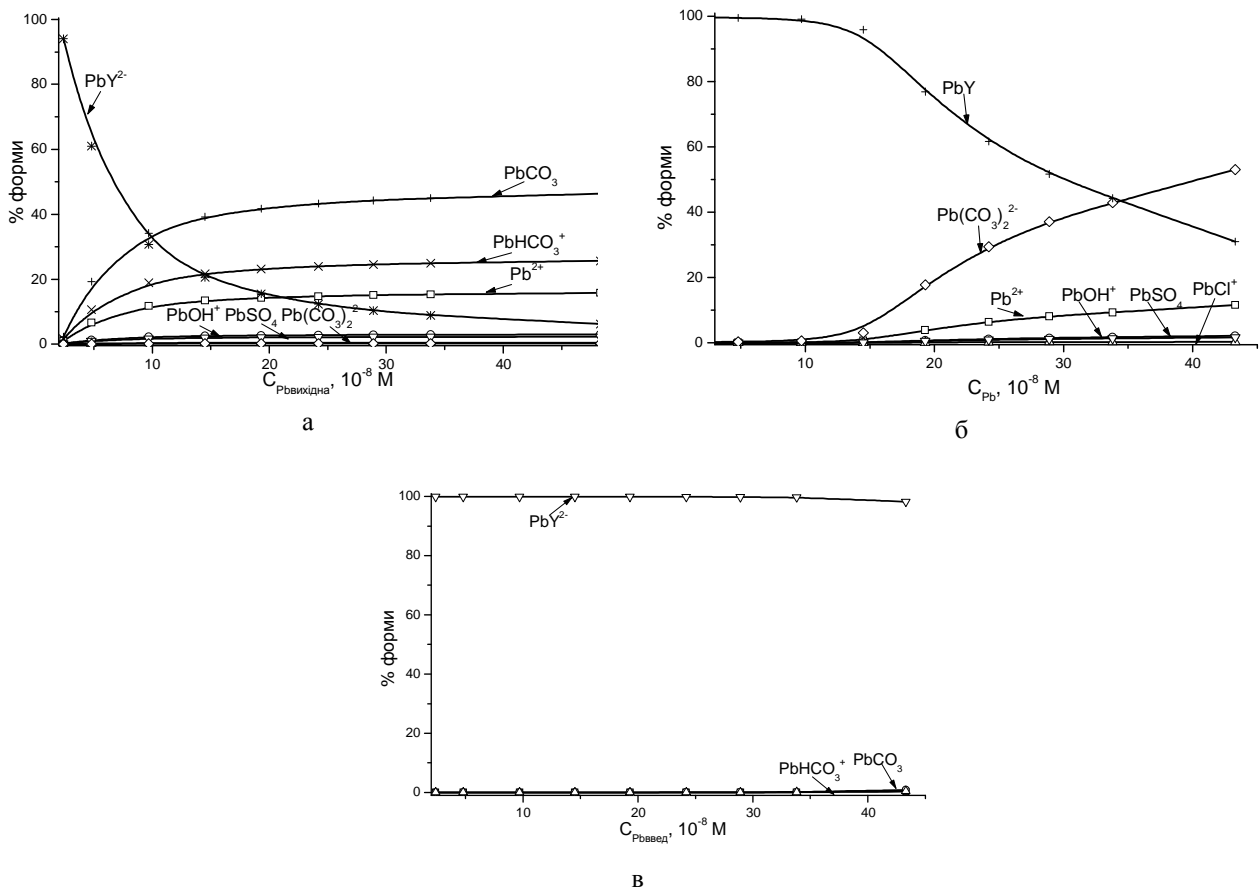 100
80
60
40
20
0
% форми
PbY²⁻
PbCO₃
PbHCO₃⁺
Pb²⁺
PbOH⁺ PbSO₄ Pb(CO₃)₂²
10 20 30 40
C Pbвихідна, 10⁻⁸ M
а
100
80
60
40
20
0
% форми
PbY
Pb(CO₃)₂²⁻
Pb²⁺ PbOH⁺ PbSO₄ PbCl⁺
10 20 30 40
C Pb, 10⁻⁸ M
б
100
80
60
40
20
0
% форми
PbY²⁻
PbHCO₃⁺ PbCO₃
10 20 30 40
C Pbввед, 10⁻⁸ M
в